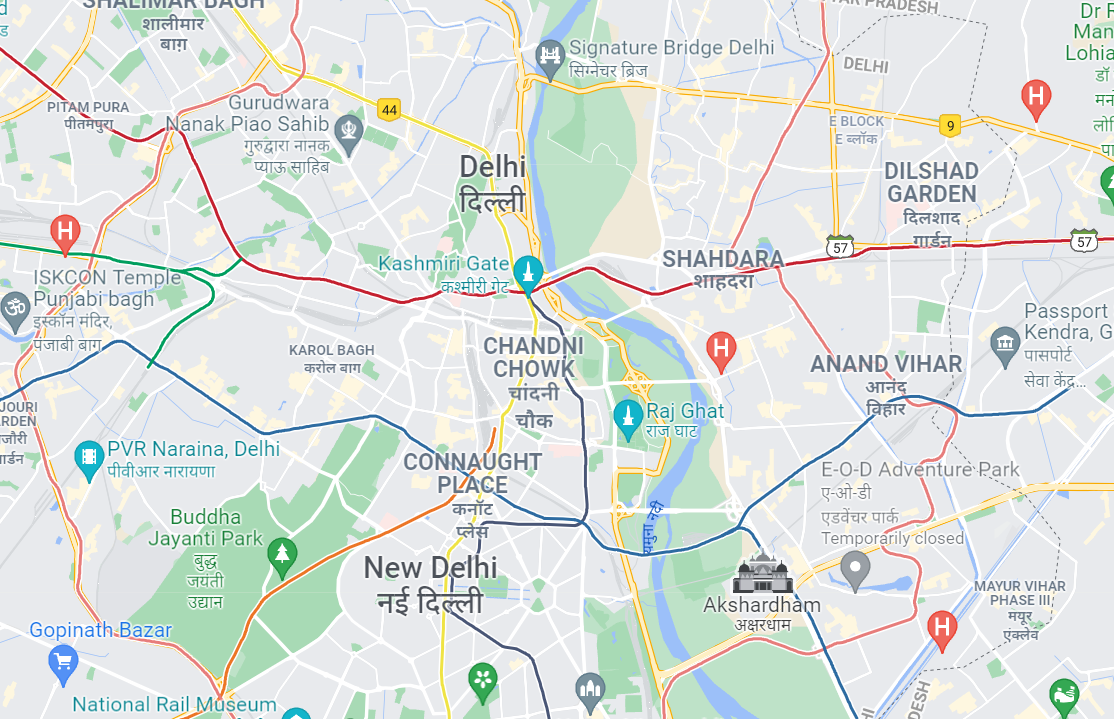 SHALIMAR BAGH
शालीमार
बाग़
Signature Bridge Delhi
सिग्नेचर ब्रिज
DELHI
PITAM PURA
पीतमपुरा
Gurudwara
Nanak Piao Sahib
गुरुद्वारा नानक
प्याऊ साहिब
44
E BLOCK
E ब्लॉक
9
H
Delhi
दिल्ली
DILSHAD
GARDEN
दिलशाद
गार्डन
57
57
H
ISKCON Temple
Punjabi bagh
इस्कॉन मंदिर,
पंजाबी बाग़
Kashmiri Gate
कश्मीरी गेट
SHAHDARA
शाहदरा
Passport
Kendra, G
पासपोर्ट
सेवा केंद्र...
KAROL BAGH
करोल बाग
CHANDNI
CHOWK
चांदनी
चौक
H
ANAND VIHAR
आनंद
विहार
Raj Ghat
राज घाट
PVR Naraina, Delhi
पीवीआर नारायणा
CONNAUGHT
PLACE
कनॉट
प्लेस
E-O-D Adventure Park
ए-ओ-डी
एडवेंचर पार्क
Temporarily closed
Buddha
Jayanti Park
बुद्ध
जयंती
उद्यान
यमुना नदी
New Delhi
नई दिल्ली
Akshardham
अक्षरधाम
MAYUR VIHAR
PHASE III
मयूर
एंक्लेव
H
Gopinath Bazar
National Rail Museum